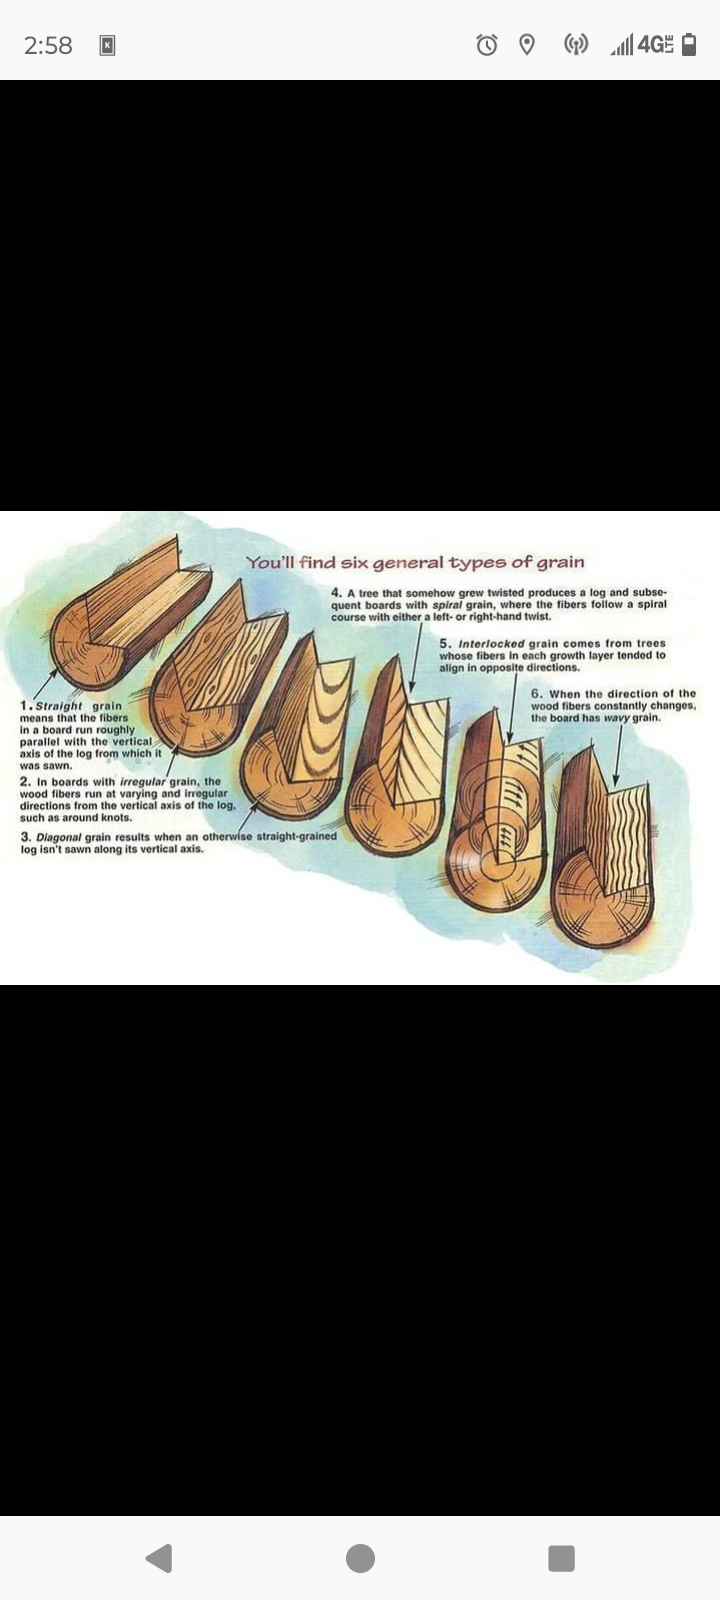 2:58
K
4G LTE
You'll find six general types of grain
4. A tree that somehow grew twisted produces a log and subse-
quent boards with spiral grain, where the fibers follow a spiral
course with either a left- or right-hand twist.
5. Interlocked grain comes from trees
whose fibers in each growth layer tended to
align in opposite directions.
6. When the direction of the
wood fibers constantly changes,
the board has wavy grain.
1. Straight grain
means that the fibers
in a board run roughly
parallel with the vertical
axis of the log from which it
was sawn.
2. In boards with irregular grain, the
wood fibers run at varying and irregular
directions from the vertical axis of the log,
such as around knots.
3. Diagonal grain results when an otherwise straight-grained
log isn't sawn along its vertical axis.